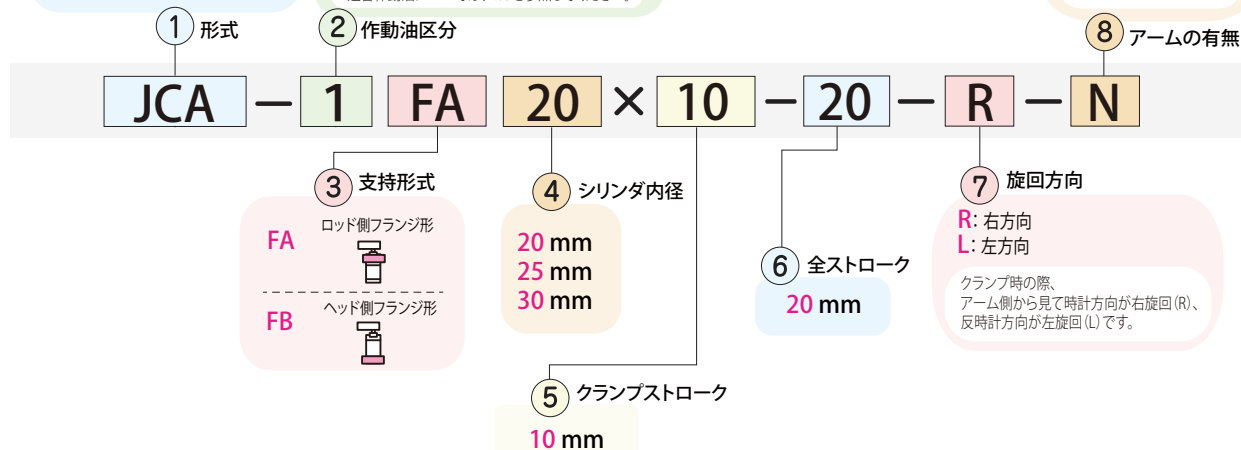 ① 形式
② 作動油区分
⑧ アームの有無
JCA － 1 FA 20 × 10 － 20 － R － N
③ 支持形式
FA ロッド側フランジ形
FB ヘッド側フランジ形
④ シリンダ内径
20 mm
25 mm
30 mm
⑤ クランプストローク
10 mm
⑥ 全ストローク
20 mm
⑦ 旋回方向
R: 右方向
L: 左方向
クランプ時の際、
アーム側から見て時計方向が右旋回(R)、
反時計方向が左旋回(L)です。